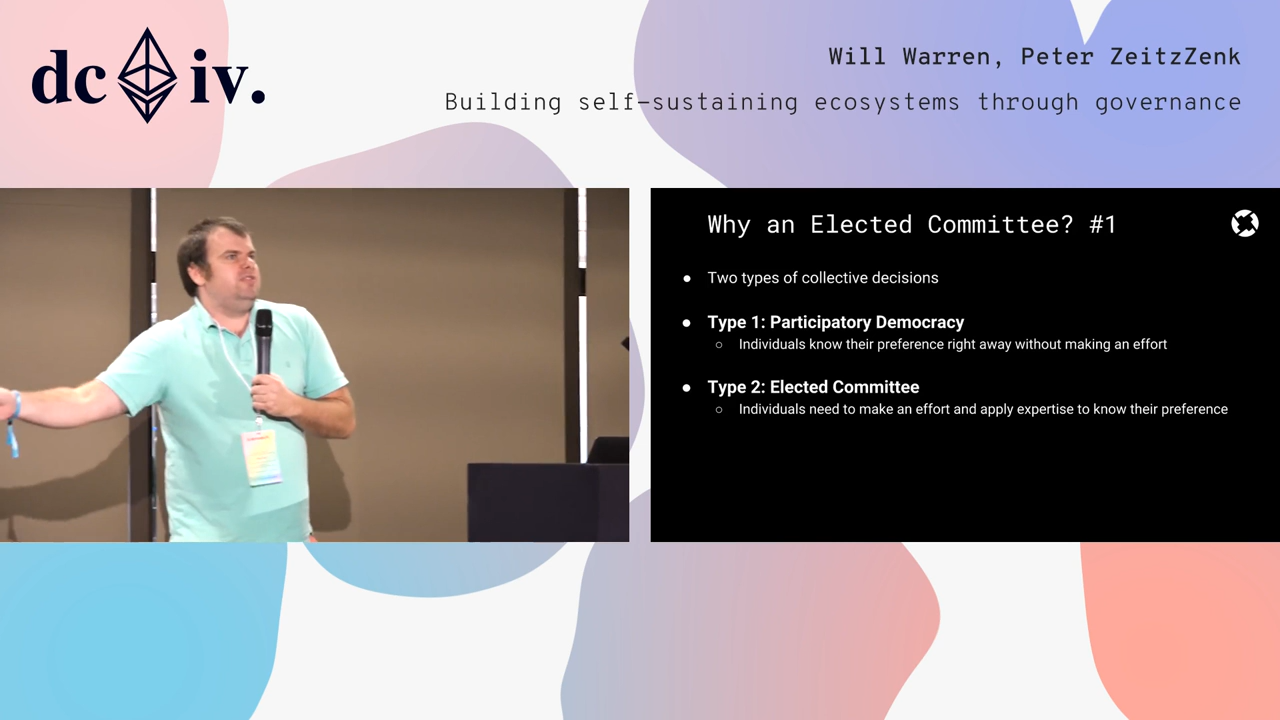 dc iv.
Will Warren, Peter ZeitzZenk
Building self-sustaining ecosystems through governance
Why an Elected Committee? #1
● Two types of collective decisions
● Type 1: Participatory Democracy
○ Individuals know their preference right away without making an effort
● Type 2: Elected Committee
○ Individuals need to make an effort and apply expertise to know their preference